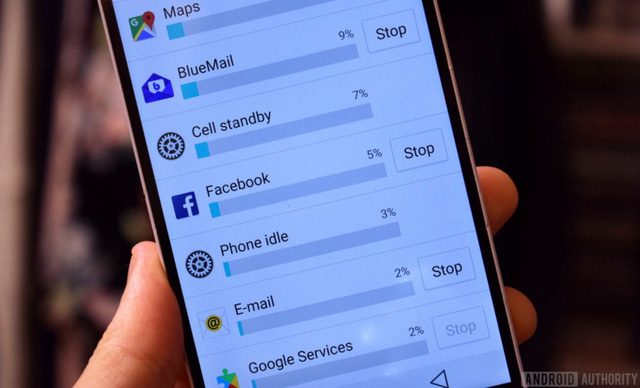 Maps
9%
Stop
BlueMail
7%
Cell standby
5%
Stop
Facebook
3%
Phone idle
2%
Stop
E-mail
2%
Stop
Google Services
ANDROID AUTHORITY